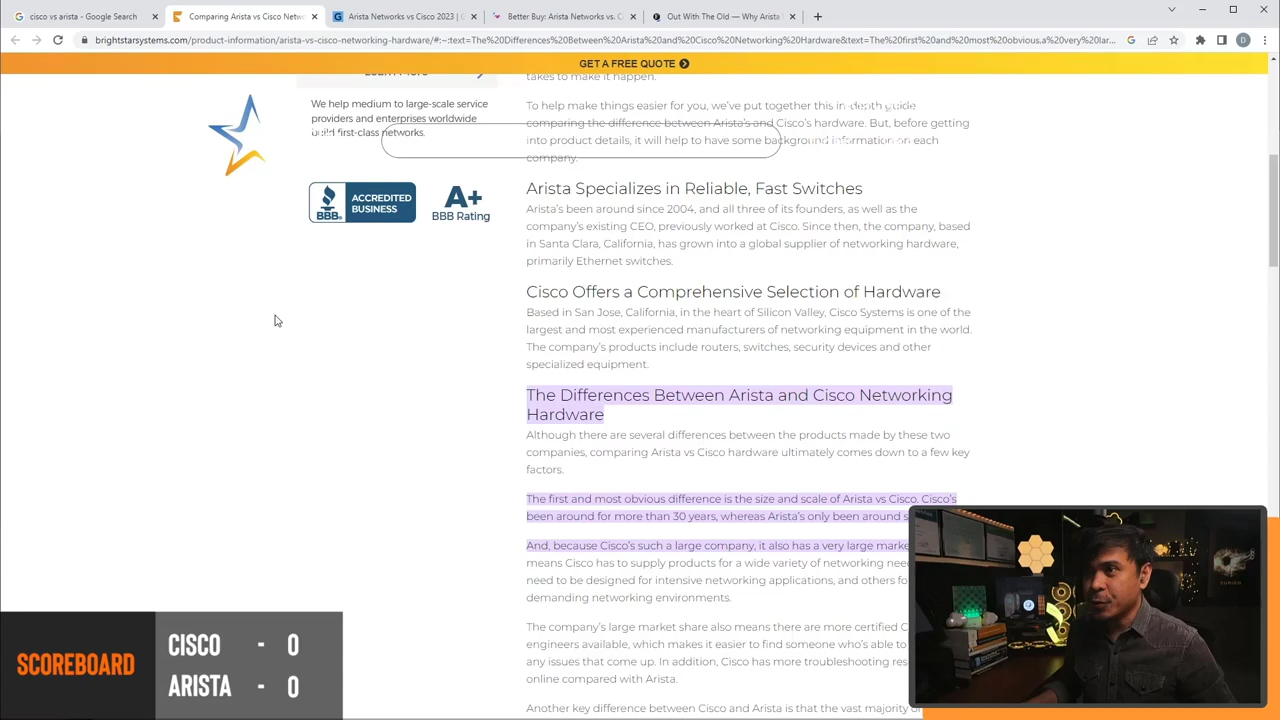 cisco vs arista - Google Search
Comparing Arista vs Cisco Netw
Arista Networks vs Cisco 2023 | G
Better Buy: Arista Networks vs. C
Out With The Old — Why Arista
brightstarsystems.com/product-information/arista-vs-cisco-networking-hardware/#:~:text=The%20Differences%20Between%20Arista%20and%20Cisco%20Networking%20Hardware&text=The%20first%20and%20most%20obvious,a%20very%20lar...
D
GET A FREE QUOTE
takes to make it happen.
We help medium to large-scale service
providers and enterprises worldwide
build first-class networks.
BBB
ACCREDITED
BUSINESS
A+
BBB Rating
To help make things easier for you, we've put together this in-depth guide
comparing the difference between Arista's and Cisco's hardware. But, before getting
into product details, it will help to have some background information on each
company.
Arista Specializes in Reliable, Fast Switches
Arista's been around since 2004, and all three of its founders, as well as the
company's existing CEO, previously worked at Cisco. Since then, the company, based
in Santa Clara, California, has grown into a global supplier of networking hardware,
primarily Ethernet switches.
Cisco Offers a Comprehensive Selection of Hardware
Based in San Jose, California, in the heart of Silicon Valley, Cisco Systems is one of the
largest and most experienced manufacturers of networking equipment in the world.
The company's products include routers, switches, security devices and other
specialized equipment.
The Differences Between Arista and Cisco Networking
Hardware
Although there are several differences between the products made by these two
companies, comparing Arista vs Cisco hardware ultimately comes down to a few key
factors.
The first and most obvious difference is the size and scale of Arista vs Cisco. Cisco's
been around for more than 30 years, whereas Arista's only been around s
And, because Cisco's such a large company, it also has a very large marke
means Cisco has to supply products for a wide variety of networking nee
need to be designed for intensive networking applications, and others fo
demanding networking environments.
The company's large market share also means there are more certified C
engineers available, which makes it easier to find someone who's able to
any issues that come up. In addition, Cisco has more troubleshooting res
online compared with Arista.
Another key difference between Cisco and Arista is that the vast majority of
SCOREBOARD
CISCO - 0
ARISTA - 0